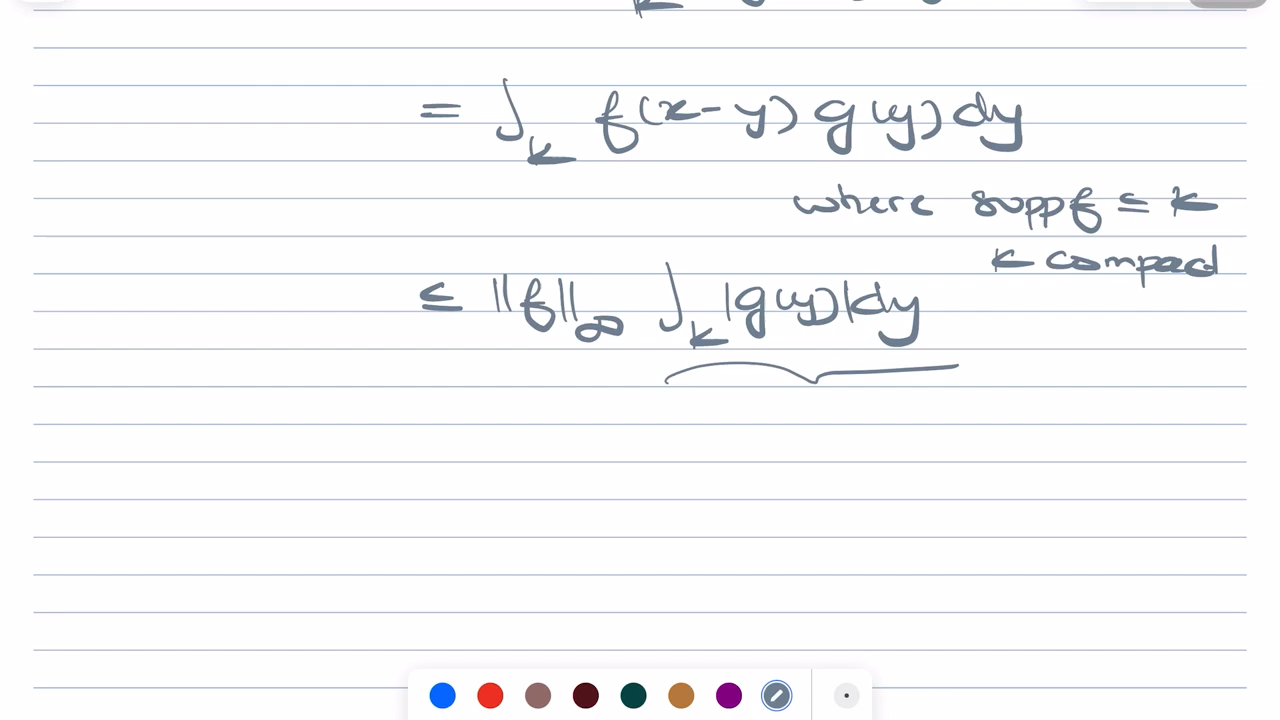 = ∫_K f(x-y) g(y) dy
where supp f ⊆ K
K compact
≤ ||f||_∞ ∫_K |g(y)| dy